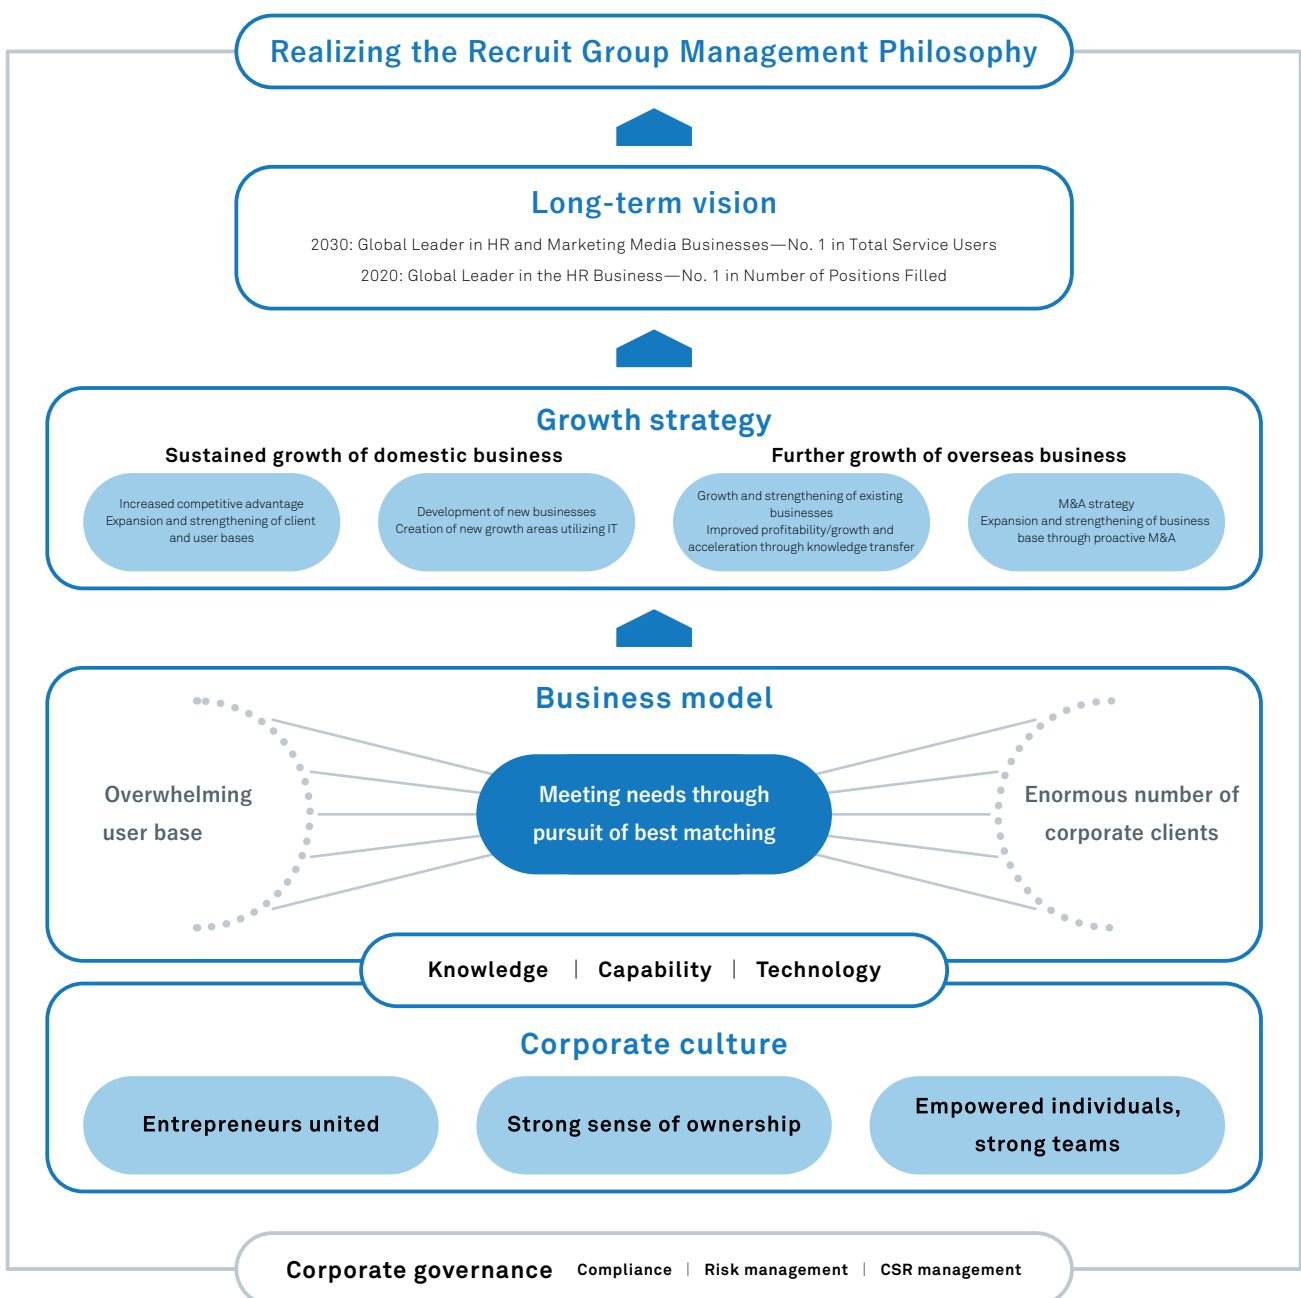 Realizing the Recruit Group Management Philosophy
Long-term vision
2030: Global Leader in HR and Marketing Media Businesses—No. 1 in Total Service Users
2020: Global Leader in the HR Business—No. 1 in Number of Positions Filled
Growth strategy
Sustained growth of domestic business
Increased competitive advantage
Expansion and strengthening of client
and user bases
Development of new businesses
Creation of new growth areas utilizing IT
Further growth of overseas business
Growth and strengthening of existing
businesses
Improved profitability/growth and
acceleration through knowledge transfer
M&A strategy
Expansion and strengthening of business
base through proactive M&A
Business model
Overwhelming
user base
Meeting needs through
pursuit of best matching
Enormous number of
corporate clients
Knowledge | Capability | Technology
Corporate culture
Entrepreneurs united
Strong sense of ownership
Empowered individuals,
strong teams
Corporate governance Compliance | Risk management | CSR management